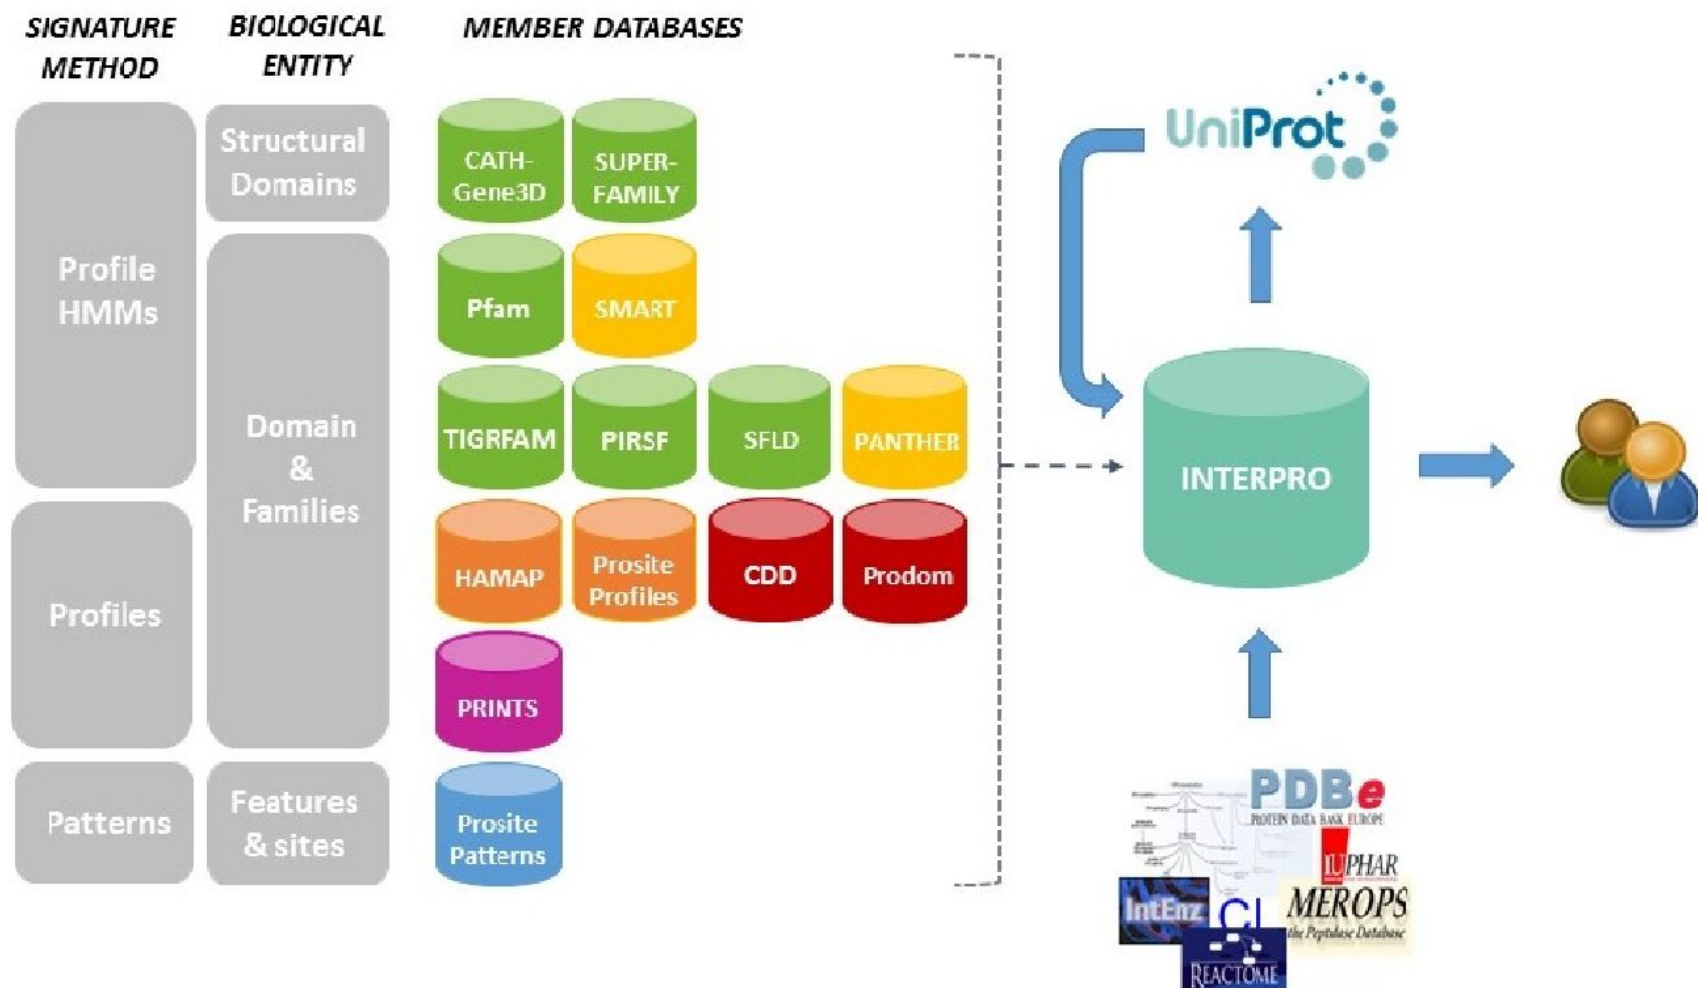 SIGNATURE
METHOD
BIOLOGICAL
ENTITY
MEMBER DATABASES
Structural
Domains
Profile
HMMs
Domain
&
Families
Profiles
Patterns
Features
& sites
CATH-
Gene3D
SUPER-
FAMILY
Pfam
SMART
TIGRFAM
PIRSF
SFLD
PANTHER
HAMAP
Prosite
Profiles
CDD
Prodom
PRINTS
Prosite
Patterns
UniProt
INTERPRO
PDBe
PROTEIN DATA BANK EUROPE
IUPHAR
IntEnz
MEROPS
the Peptidase Database
REACTOME